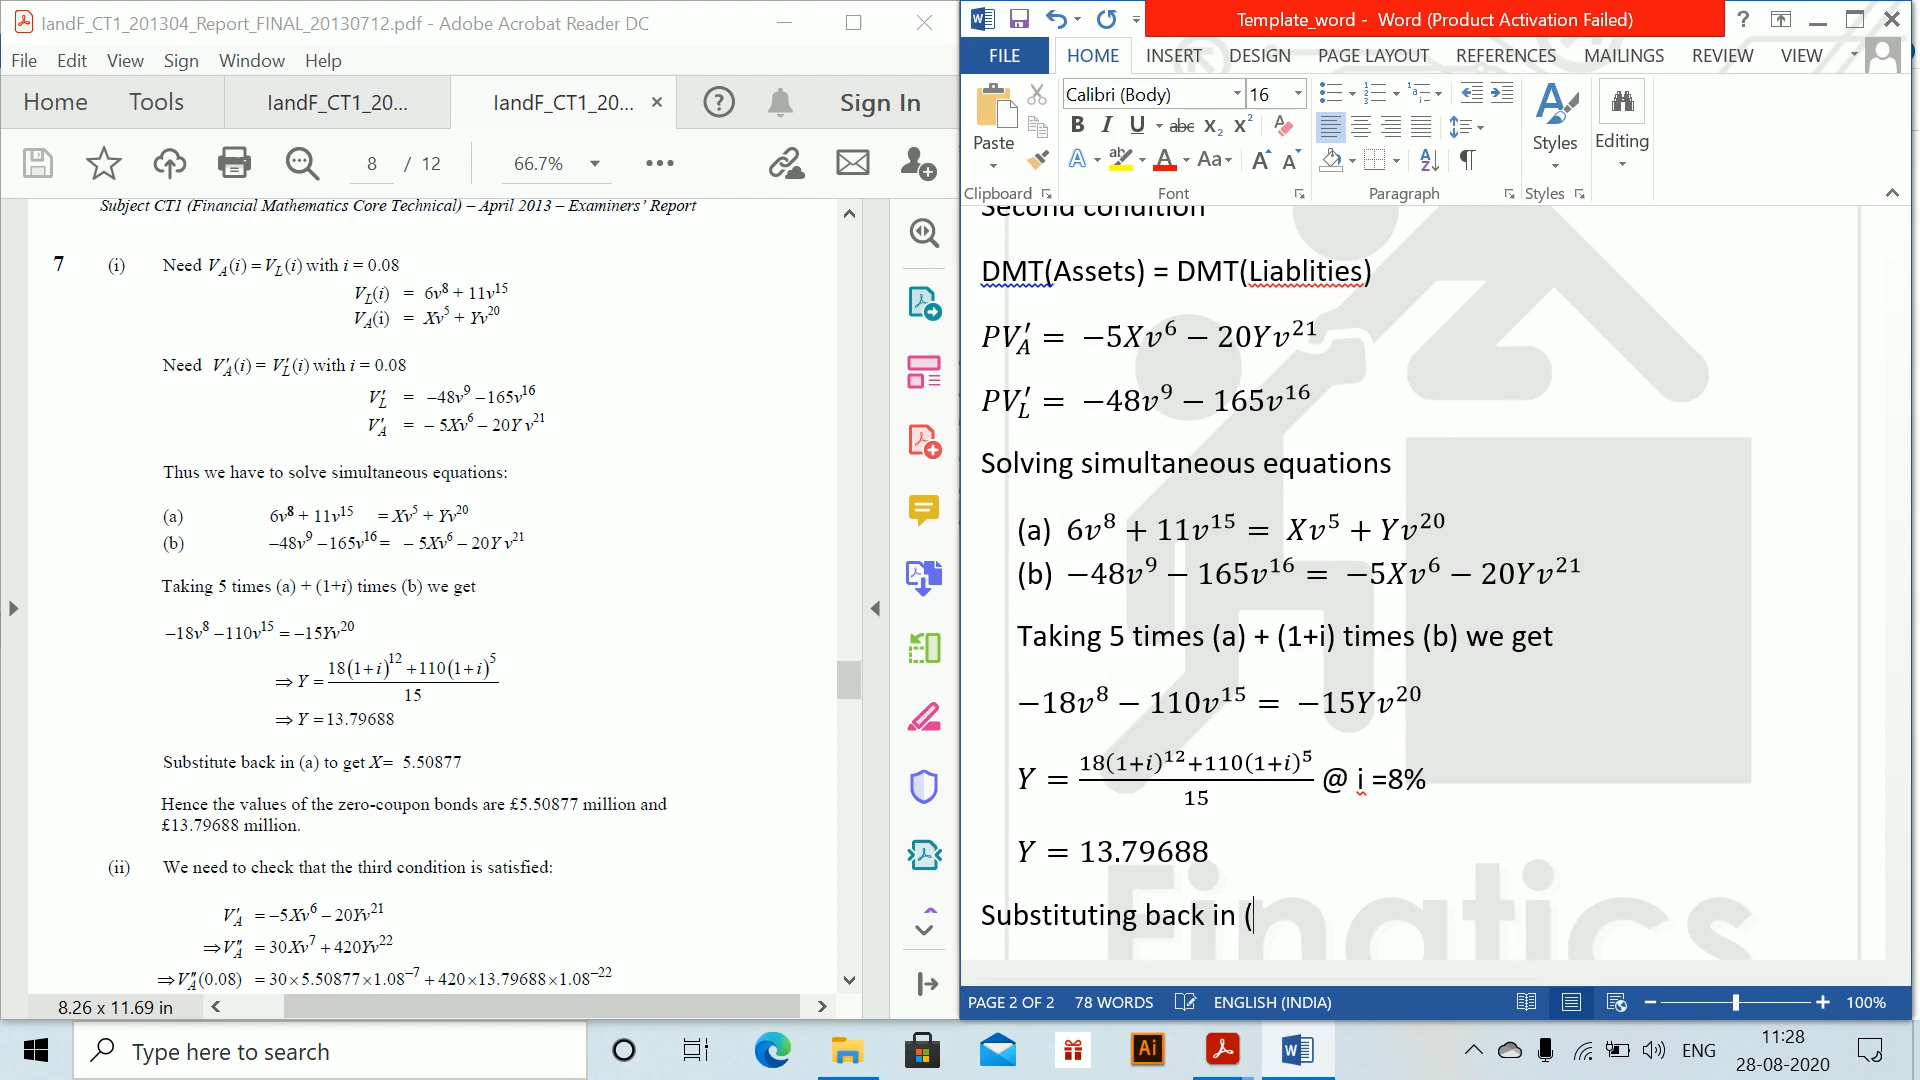 IandF_CT1_201304_Report_FINAL_20130712.pdf - Adobe Acrobat Reader DC
File Edit View Sign Window Help
Home Tools IandF_CT1_20... IandF_CT1_20... × ? Sign In
8 / 12 66.7%
Subject CT1 (Financial Mathematics Core Technical) – April 2013 – Examiners' Report
7 (i) Need V_A(i) = V_L(i) with i = 0.08
V_L(i) = 6v^8 + 11v^15
V_A(i) = Xv^5 + Yv^20
Need V'_A(i) = V'_L(i) with i = 0.08
V'_L = −48v^9 −165v^16
V'_A = − 5Xv^6 − 20Y v^21
Thus we have to solve simultaneous equations:
(a) 6v^8 + 11v^15 = Xv^5 + Yv^20
(b) −48v^9 −165v^16 = − 5Xv^6 − 20Y v^21
Taking 5 times (a) + (1+i) times (b) we get
−18v^8 −110v^15 = −15Yv^20
⇒ Y = (18(1+i)^12 +110(1+i)^5)/15
⇒ Y = 13.79688
Substitute back in (a) to get X= 5.50877
Hence the values of the zero-coupon bonds are £5.50877 million and
£13.79688 million.
(ii) We need to check that the third condition is satisfied:
V'_A = −5Xv^6 − 20Yv^21
⇒ V''_A = 30Xv^7 + 420Yv^22
⇒ V''_A(0.08) = 30×5.50877×1.08^−7 + 420×13.79688×1.08^−22
8.26 x 11.69 in
Template_word - Word (Product Activation Failed)
FILE HOME INSERT DESIGN PAGE LAYOUT REFERENCES MAILINGS REVIEW VIEW
Paste Calibri (Body) 16 Styles Editing
Clipboard Font Paragraph Styles
Second condition
DMT(Assets) = DMT(Liablities)
PV'_A = −5Xv^6 − 20Yv^21
PV'_L = −48v^9 − 165v^16
Solving simultaneous equations
(a) 6v^8 + 11v^15 = Xv^5 + Yv^20
(b) −48v^9 − 165v^16 = −5Xv^6 − 20Yv^21
Taking 5 times (a) + (1+i) times (b) we get
−18v^8 − 110v^15 = −15Yv^20
Y = (18(1+i)^12+110(1+i)^5)/15 @ i =8%
Y = 13.79688
Substituting back in (
Finatics
PAGE 2 OF 2 78 WORDS ENGLISH (INDIA) 100%
Type here to search
Ai
ENG
11:28
28-08-2020